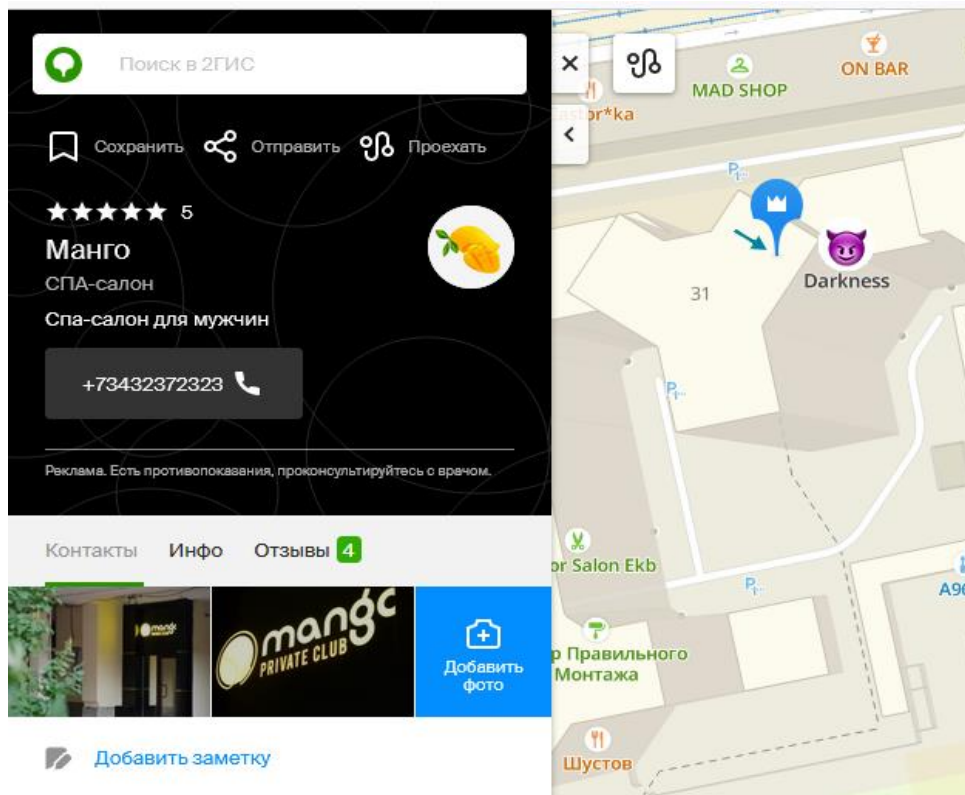 Поиск в 2ГИС
Сохранить
Отправить
Проехать
5
Манго
СПА-салон
Спа-салон для мужчин
+73432372323
Реклама. Есть противопоказания, проконсультируйтесь с врачом.
Контакты
Инфо
Отзывы 4
mango
PRIVATE CLUB
Добавить
фото
Добавить заметку
MAD SHOP
ON BAR
31
Darkness
or Salon Ekb
р Правильного
Монтажа
Шустов